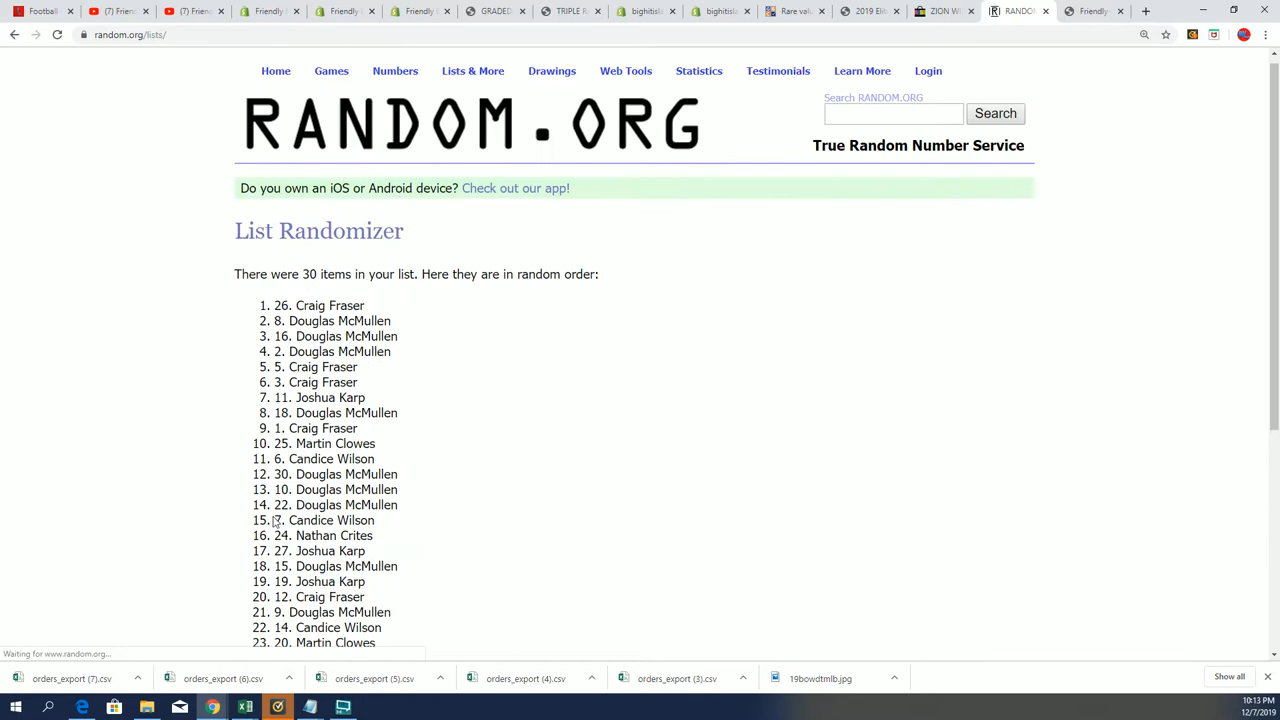 Football
(7) Friend
(7) Friend
Friendly
Friendly
Friendly
GRADED
TRIPLE R
bighitisla
bighitisla
Rare valu
2019 Elite
ZION W
RANDO
Friendly
random.org/lists/
Home Games Numbers Lists & More Drawings Web Tools Statistics Testimonials Learn More Login
RANDOM.ORG
Search RANDOM.ORG
Search
True Random Number Service
Do you own an iOS or Android device? Check out our app!
List Randomizer
There were 30 items in your list. Here they are in random order:
1. 26. Craig Fraser
2. 8. Douglas McMullen
3. 16. Douglas McMullen
4. 2. Douglas McMullen
5. 5. Craig Fraser
6. 3. Craig Fraser
7. 11. Joshua Karp
8. 18. Douglas McMullen
9. 1. Craig Fraser
10. 25. Martin Clowes
11. 6. Candice Wilson
12. 30. Douglas McMullen
13. 10. Douglas McMullen
14. 22. Douglas McMullen
15. 7. Candice Wilson
16. 24. Nathan Crites
17. 27. Joshua Karp
18. 15. Douglas McMullen
19. 19. Joshua Karp
20. 12. Craig Fraser
21. 9. Douglas McMullen
22. 14. Candice Wilson
23. 20. Martin Clowes
Waiting for www.random.org...
orders_export (7).csv
orders_export (6).csv
orders_export (5).csv
orders_export (4).csv
orders_export (3).csv
19bowdtmlb.jpg
Show all
10:13 PM
12/7/2019